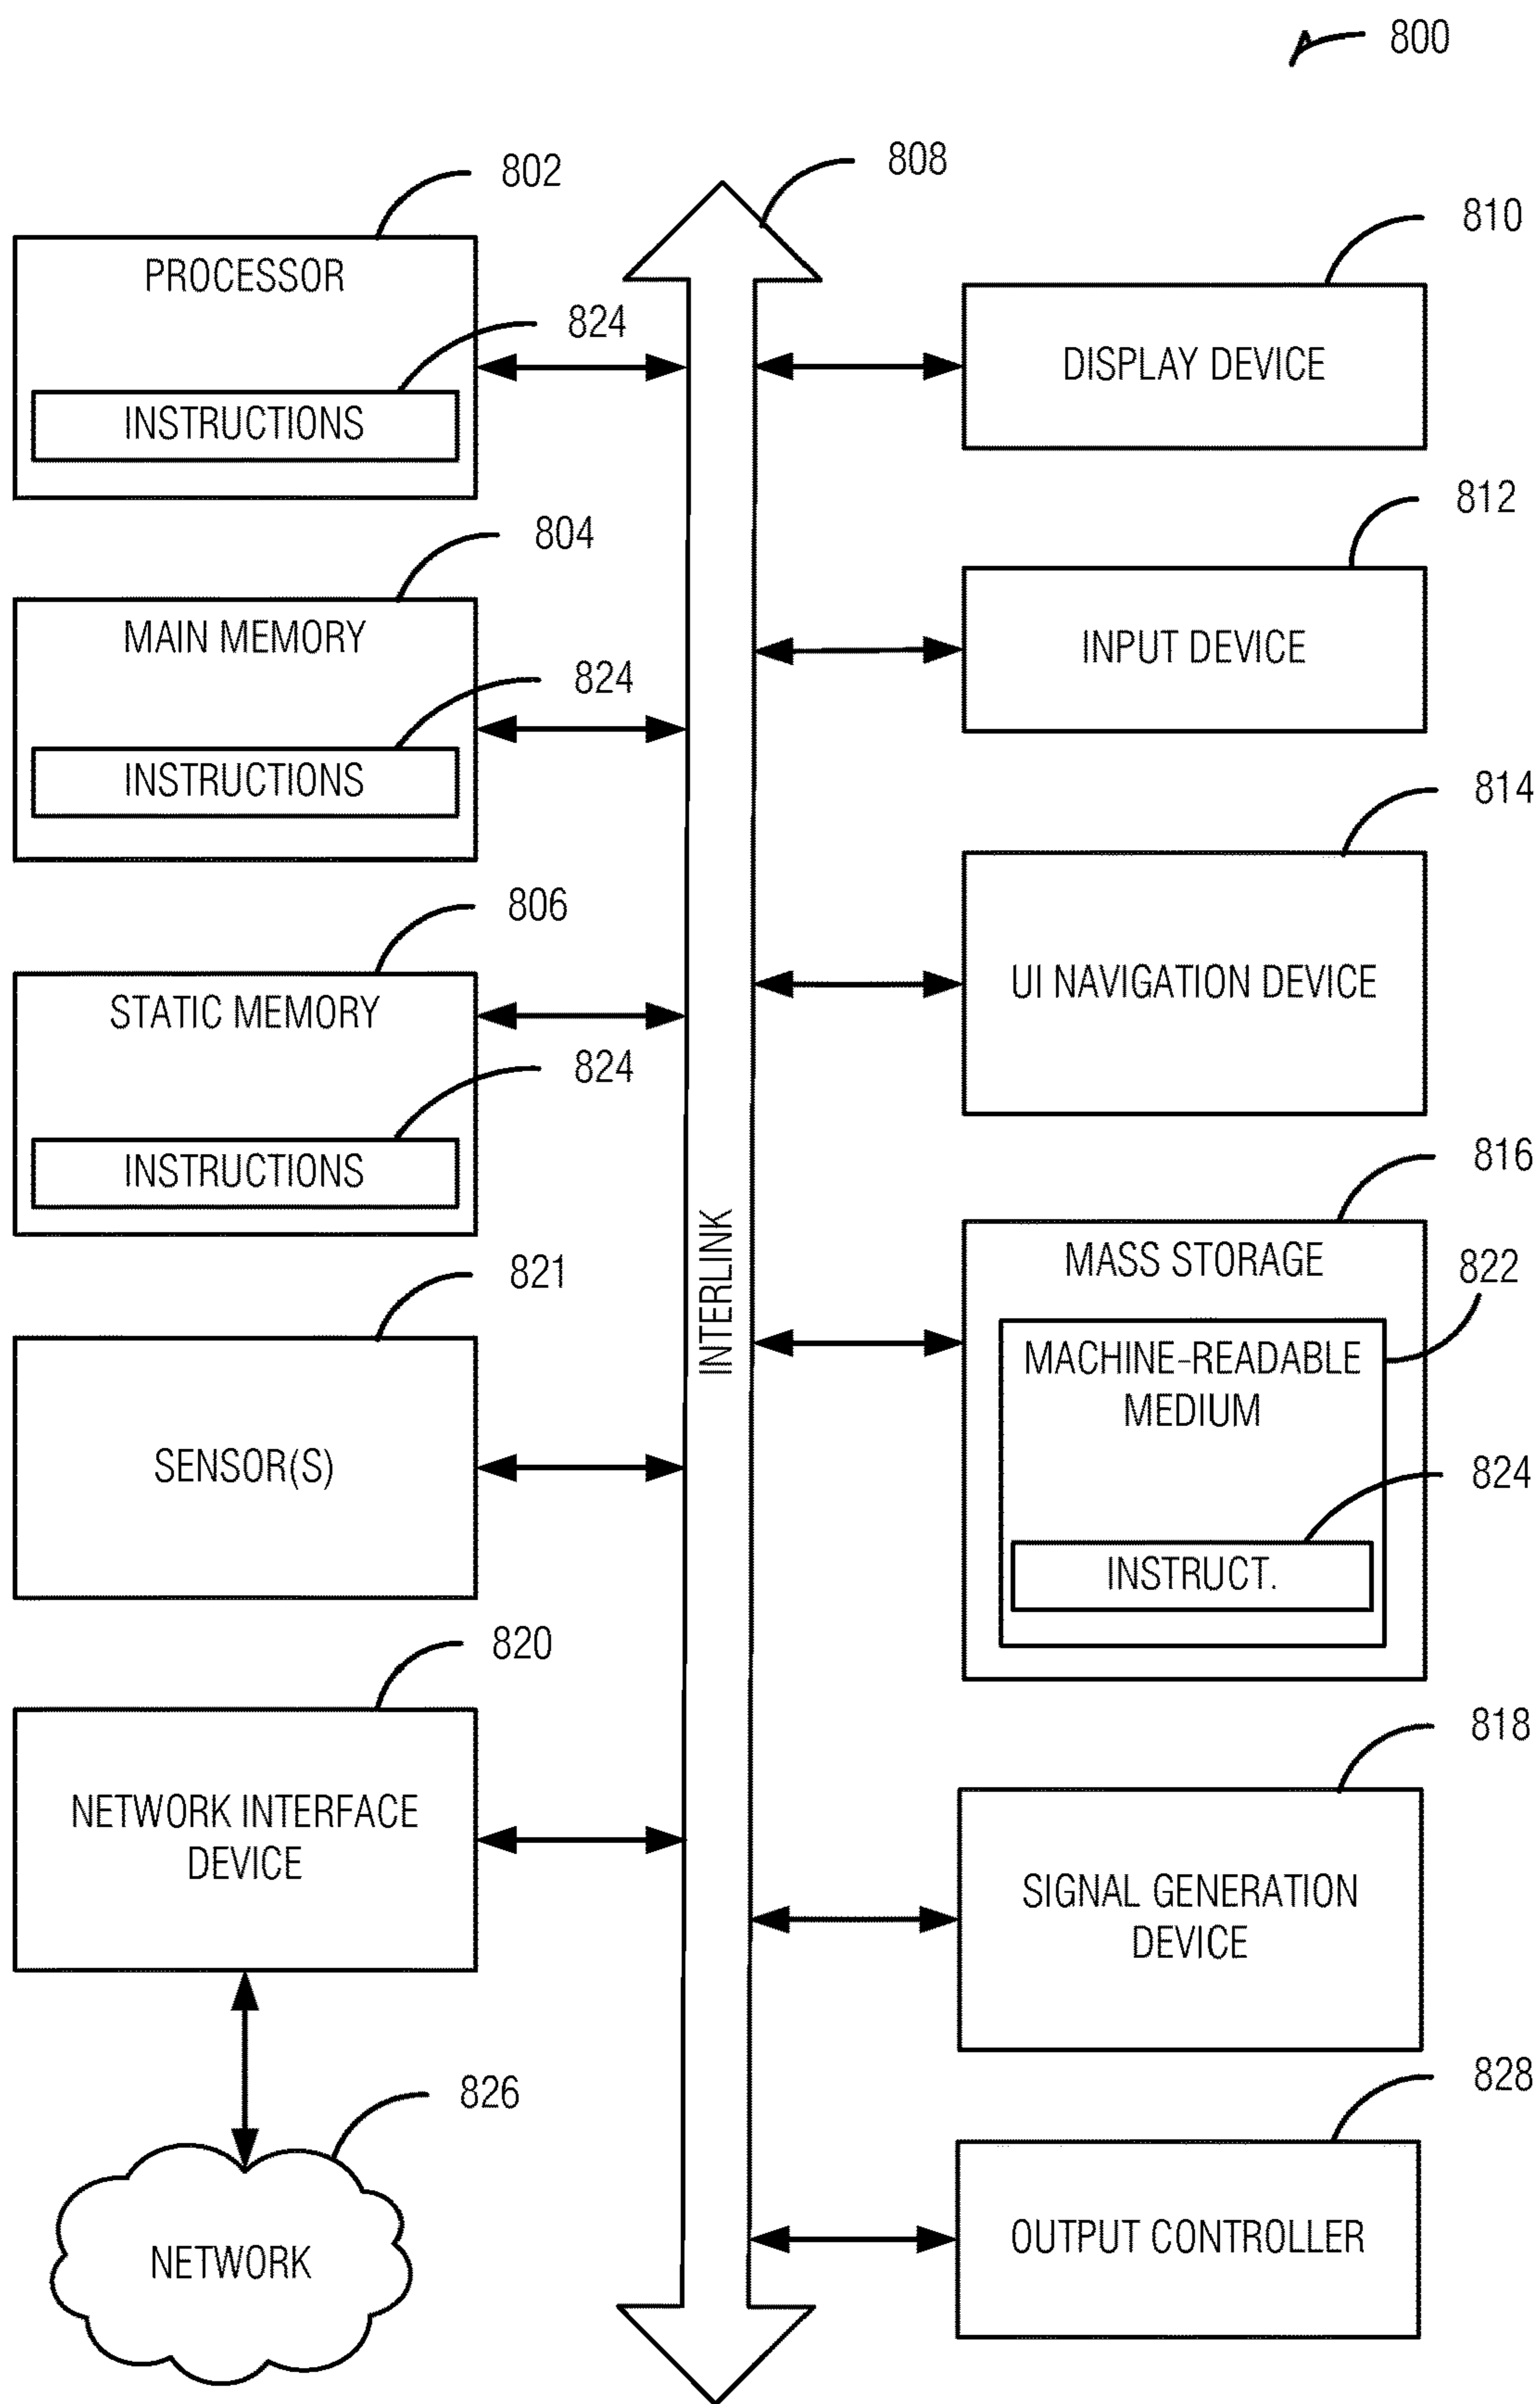 800
802
PROCESSOR
824
INSTRUCTIONS
804
MAIN MEMORY
824
INSTRUCTIONS
806
STATIC MEMORY
824
INSTRUCTIONS
821
SENSOR(S)
820
NETWORK INTERFACE
DEVICE
826
NETWORK
808
INTERLINK
810
DISPLAY DEVICE
812
INPUT DEVICE
814
UI NAVIGATION DEVICE
816
MASS STORAGE
822
MACHINE-READABLE
MEDIUM
824
INSTRUCT.
818
SIGNAL GENERATION
DEVICE
828
OUTPUT CONTROLLER